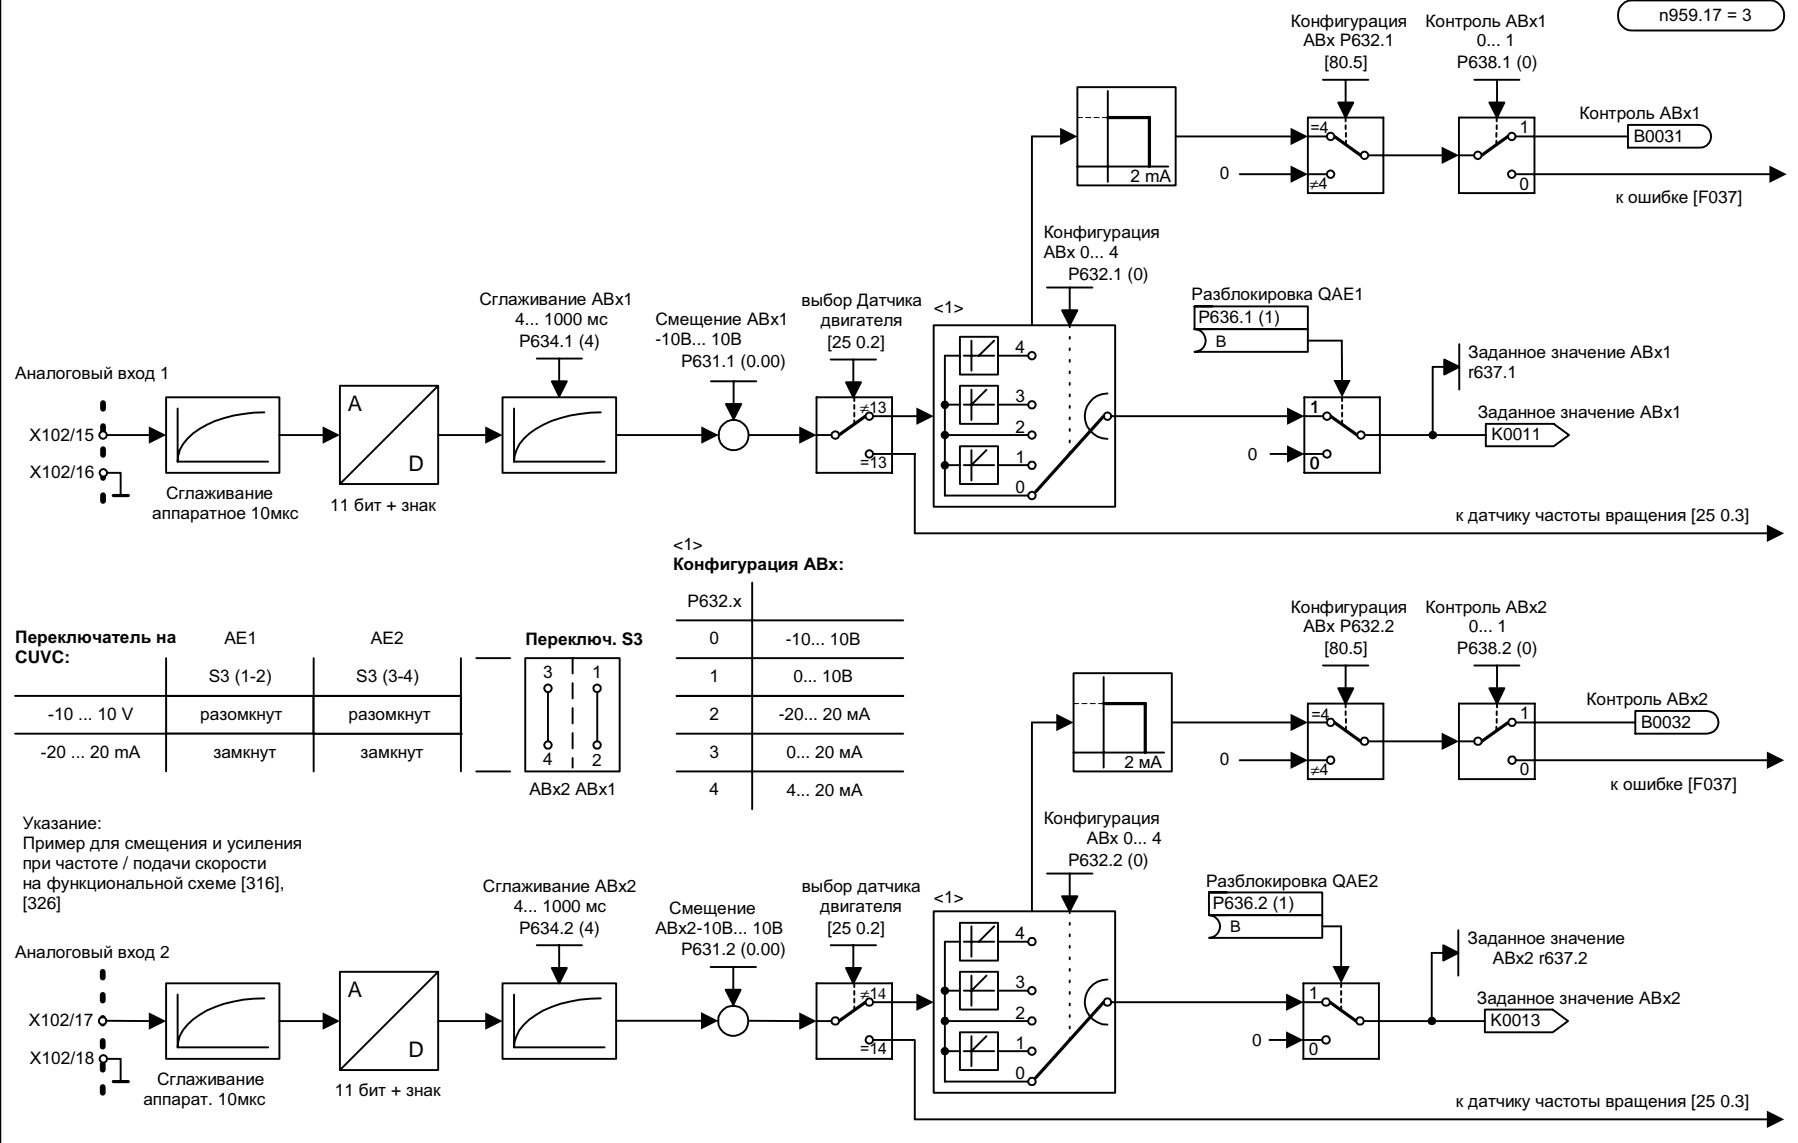 n959.17 = 3
Конфигурация
АВх P632.1
[80.5]
Контроль АВх1
0... 1
P638.1 (0)
2 mA
=4
≠4
0
1
0
Контроль АВх1
B0031
к ошибке [F037]
Конфигурация
АВх 0... 4
P632.1 (0)
Аналоговый вход 1
X102/15
X102/16
Сглаживание
аппаратное 10мкс
A
D
11 бит + знак
Сглаживание АВх1
4... 1000 мс
P634.1 (4)
Смещение АВх1
-10В... 10В
P631.1 (0.00)
выбор Датчика
двигателя
[25 0.2]
≠13
=13
<1>
4
3
2
1
0
Разблокировка QAE1
P636.1 (1)
B
1
0
0
Заданное значение АВх1
r637.1
Заданное значение АВх1
K0011
к датчику частоты вращения [25 0.3]
Переключатель на
CUVC:
AE1
AE2
S3 (1-2)
S3 (3-4)
-10 ... 10 V
разомкнут
разомкнут
-20 ... 20 mA
замкнут
замкнут
Переключ. S3
3
1
4
2
АВх2 АВх1
<1>
Конфигурация АВх:
P632.x
0
-10... 10В
1
0... 10В
2
-20... 20 мА
3
0... 20 мА
4
4... 20 мА
Конфигурация
АВх P632.2
[80.5]
Контроль АВх2
0... 1
P638.2 (0)
2 мА
=4
≠4
0
1
0
Контроль АВх2
B0032
к ошибке [F037]
Указание:
Пример для смещения и усиления
при частоте / подачи скорости
на функциональной схеме [316],
[326]
Конфигурация
АВх 0... 4
P632.2 (0)
Аналоговый вход 2
X102/17
X102/18
Сглаживание
аппарат. 10мкс
A
D
11 бит + знак
Сглаживание АВх2
4... 1000 мс
P634.2 (4)
Смещение
АВх2-10В... 10В
P631.2 (0.00)
выбор датчика
двигателя
[25 0.2]
≠14
=14
<1>
4
3
2
1
0
Разблокировка QAE2
P636.2 (1)
B
1
0
0
Заданное значение
АВх2 r637.2
Заданное значение АВх2
K0013
к датчику частоты вращения [25 0.3]